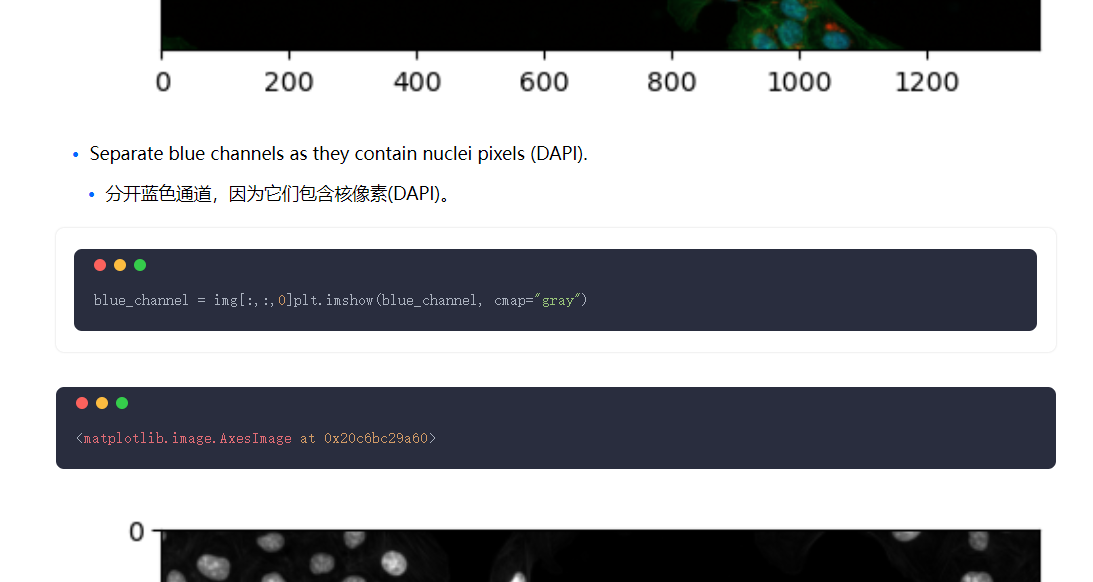 0 200 400 600 800 1000 1200
Separate blue channels as they contain nuclei pixels (DAPI).
分开蓝色通道，因为它们包含核像素(DAPI)。
blue_channel = img[:,:,0]plt.imshow(blue_channel, cmap="gray")
<matplotlib.image.AxesImage at 0x20c6bc29a60>
0